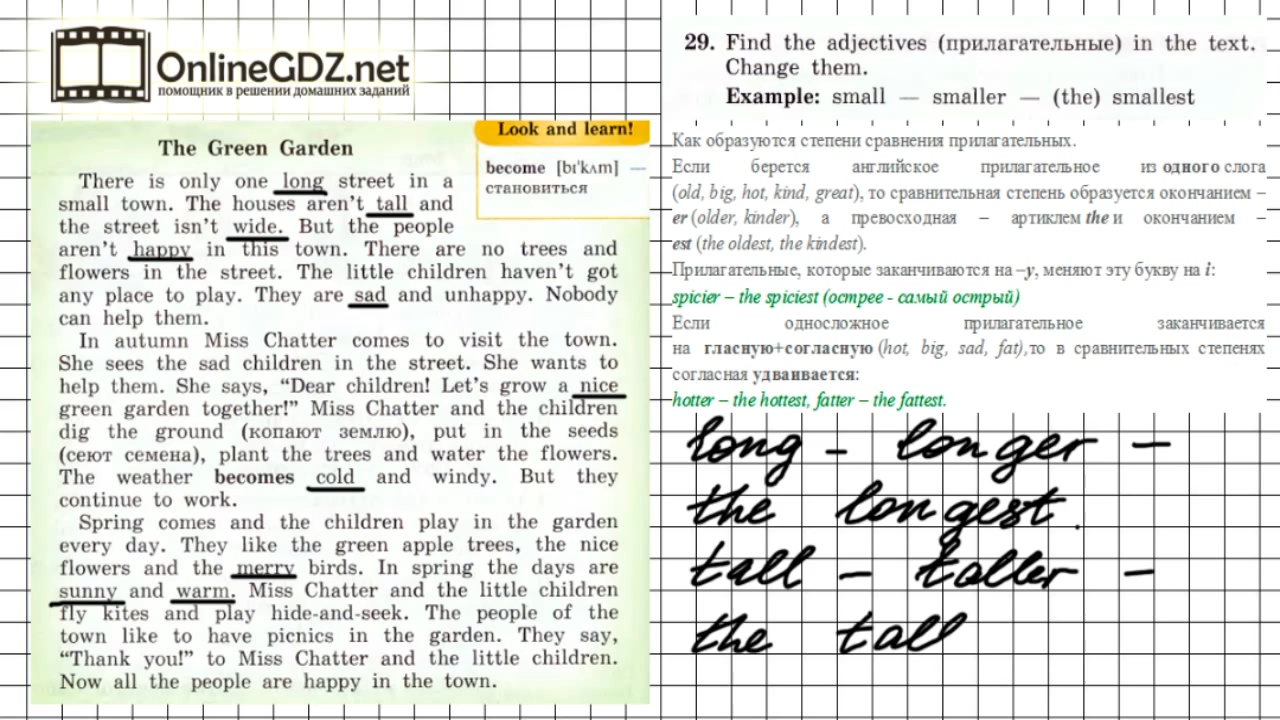 OnlineGDZ.net
помощник в решении домашних заданий
The Green Garden
There is only one long street in a
small town. The houses aren't tall and
the street isn't wide. But the people
aren't happy in this town. There are no trees and
flowers in the street. The little children haven't got
any place to play. They are sad and unhappy. Nobody
can help them.
In autumn Miss Chatter comes to visit the town.
She sees the sad children in the street. She wants to
help them. She says, “Dear children! Let's grow a nice
green garden together!” Miss Chatter and the children
dig the ground (копают землю), put in the seeds
(сеют семена), plant the trees and water the flowers.
The weather becomes cold and windy. But they
continue to work.
Spring comes and the children play in the garden
every day. They like the green apple trees, the nice
flowers and the merry birds. In spring the days are
sunny and warm. Miss Chatter and the little children
fly kites and play hide-and-seek. The people of the
town like to have picnics in the garden. They say,
“Thank you!” to Miss Chatter and the little children.
Now all the people are happy in the town.
Look and learn!
become [bɪ'kʌm] —
становиться
29. Find the adjectives (прилагательные) in the text.
Change them.
Example: small — smaller — (the) smallest
Как образуются степени сравнения прилагательных.
Если берется английское прилагательное из одного слога
(old, big, hot, kind, great), то сравнительная степень образуется окончанием –
er (older, kinder), а превосходная – артиклем the и окончанием –
est (the oldest, the kindest).
Прилагательные, которые заканчиваются на –y, меняют эту букву на i:
spicier – the spiciest (острее - самый острый)
Если односложное прилагательное заканчивается
на гласную+согласную (hot, big, sad, fat),то в сравнительных степенях
согласная удваивается:
hotter – the hottest, fatter – the fattest.
long - longer -
the longest.
tall - taller -
the tall